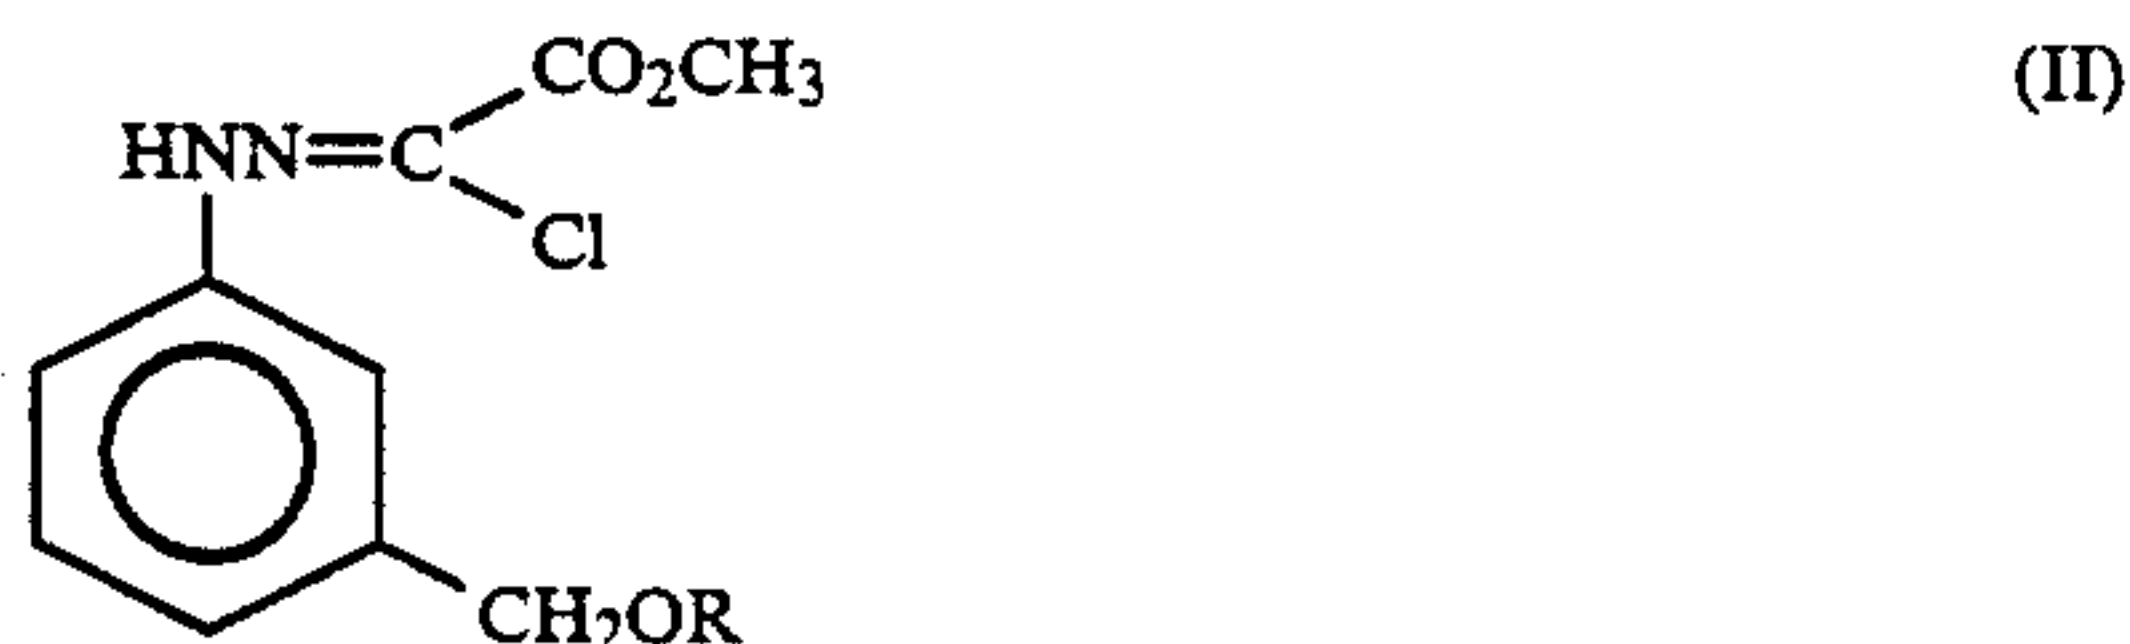 CO₂CH₃ (II)
HNN=C
Cl
CH₂OR